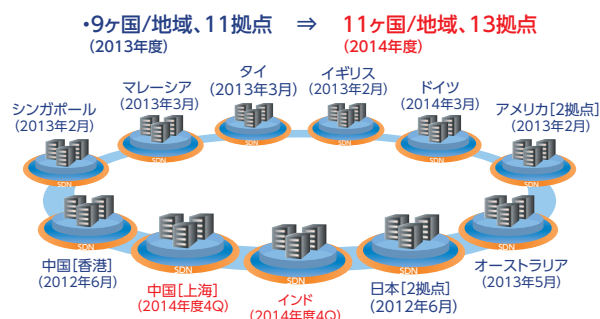 ・9ヶ国/地域、11拠点 ⇒ 11ヶ国/地域、13拠点
(2013年度) (2014年度)
タイ
(2013年3月)
イギリス
(2013年2月)
マレーシア
(2013年3月)
ドイツ
(2014年3月)
シンガポール
(2013年2月)
アメリカ[2拠点]
(2013年2月)
SDN
SDN
SDN
SDN
SDN
SDN
SDN
SDN
SDN
SDN
SDN
中国[香港]
(2012年6月)
中国[上海]
(2014年度4Q)
インド
(2014年度4Q)
日本[2拠点]
(2012年6月)
オーストラリア
(2013年5月)